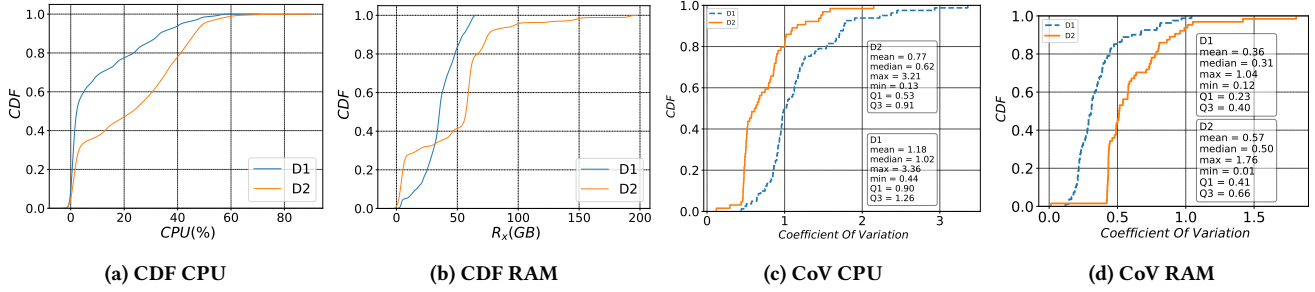 1.0
0.8
0.6
0.4
0.2
0.0
CDF
0
20
40
60
80
CPU(%)
D1
D2
(a) CDF CPU
1.0
0.8
0.6
0.4
0.2
0.0
CDF
0
50
100
150
200
Rx(GB)
D1
D2
(b) CDF RAM
1.0
0.8
0.6
0.4
0.2
0.0
CDF
0
1
2
3
Coefficient Of Variation
D1
D2
D2
mean = 0.77
median = 0.62
max = 3.21
min = 0.13
Q1 = 0.53
Q3 = 0.91
D1
mean = 1.18
median = 1.02
max = 3.36
min = 0.44
Q1 = 0.90
Q3 = 1.26
(c) CoV CPU
1.0
0.8
0.6
0.4
0.2
0.0
CDF
0.0
0.5
1.0
1.5
Coefficient Of Variation
D1
D2
D1
mean = 0.36
median = 0.31
max = 1.04
min = 0.12
Q1 = 0.23
Q3 = 0.40
D2
mean = 0.57
median = 0.50
max = 1.76
min = 0.01
Q1 = 0.41
Q3 = 0.66
(d) CoV RAM